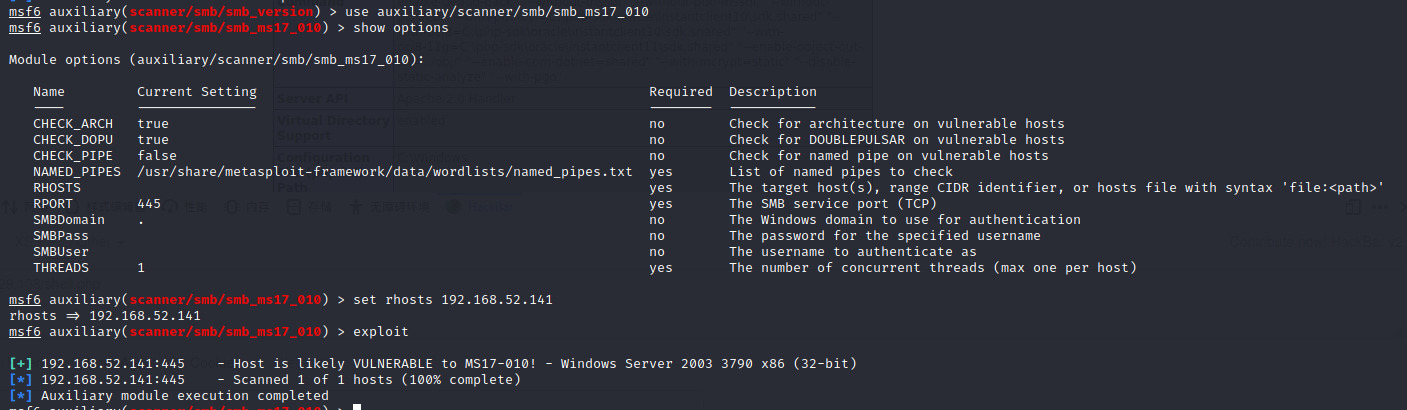 msf6 auxiliary(scanner/smb/smb_version) > use auxiliary/scanner/smb/smb_ms17_010
msf6 auxiliary(scanner/smb/smb_ms17_010) > show options
Module options (auxiliary/scanner/smb/smb_ms17_010):
Name Current Setting Required Description
CHECK_ARCH true no Check for architecture on vulnerable hosts
CHECK_DOPU true no Check for DOUBLEPULSAR on vulnerable hosts
CHECK_PIPE false no Check for named pipe on vulnerable hosts
NAMED_PIPES /usr/share/metasploit-framework/data/wordlists/named_pipes.txt yes List of named pipes to check
RHOSTS yes The target host(s), range CIDR identifier, or hosts file with syntax 'file:<path>'
RPORT 445 yes The SMB service port (TCP)
SMBDomain . no The Windows domain to use for authentication
SMBPass no The password for the specified username
SMBUser no The username to authenticate as
THREADS 1 yes The number of concurrent threads (max one per host)
msf6 auxiliary(scanner/smb/smb_ms17_010) > set rhosts 192.168.52.141
rhosts => 192.168.52.141
msf6 auxiliary(scanner/smb/smb_ms17_010) > exploit
[+] 192.168.52.141:445 - Host is likely VULNERABLE to MS17-010! - Windows Server 2003 3790 x86 (32-bit)
[*] 192.168.52.141:445 - Scanned 1 of 1 hosts (100% complete)
[*] Auxiliary module execution completed
msf6 auxiliary(scanner/smb/smb_ms17_010) >